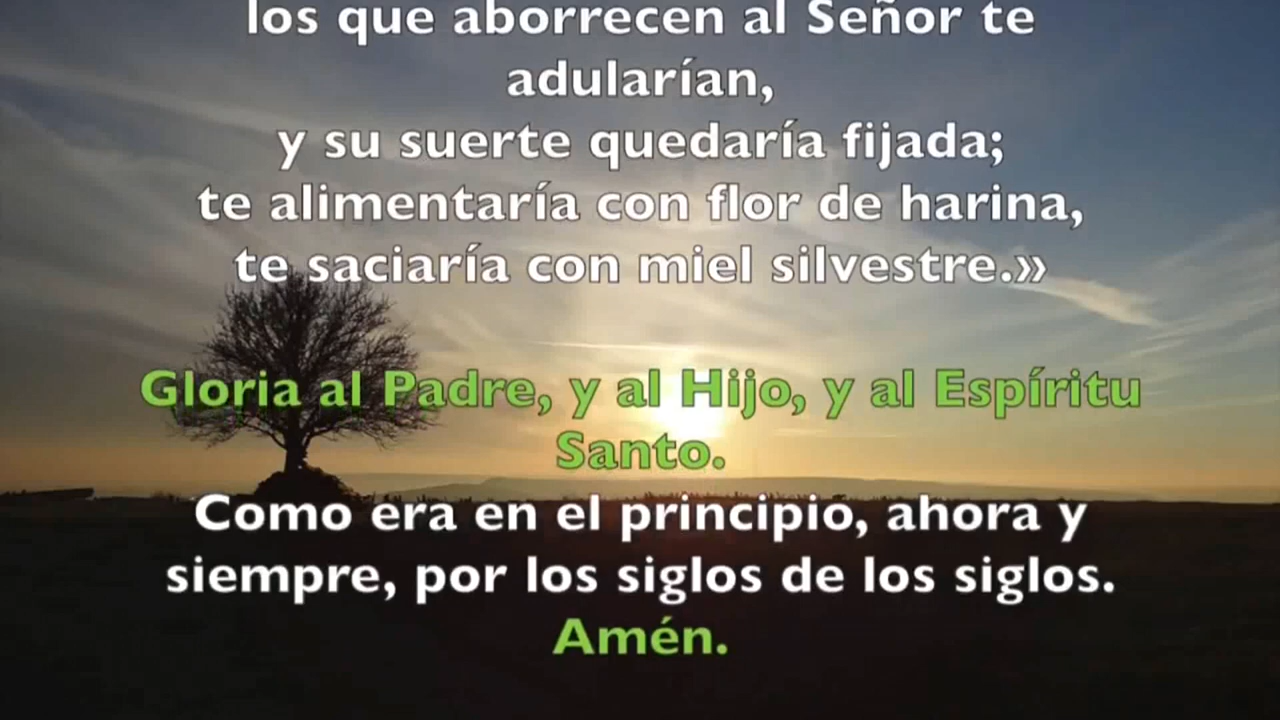 los que aborrecen al Señor te
adularían,
y su suerte quedaría fijada;
te alimentaría con flor de harina,
te saciaría con miel silvestre.»
Gloria al Padre, y al Hijo, y al Espíritu
Santo.
Como era en el principio, ahora y
siempre, por los siglos de los siglos.
Amén.